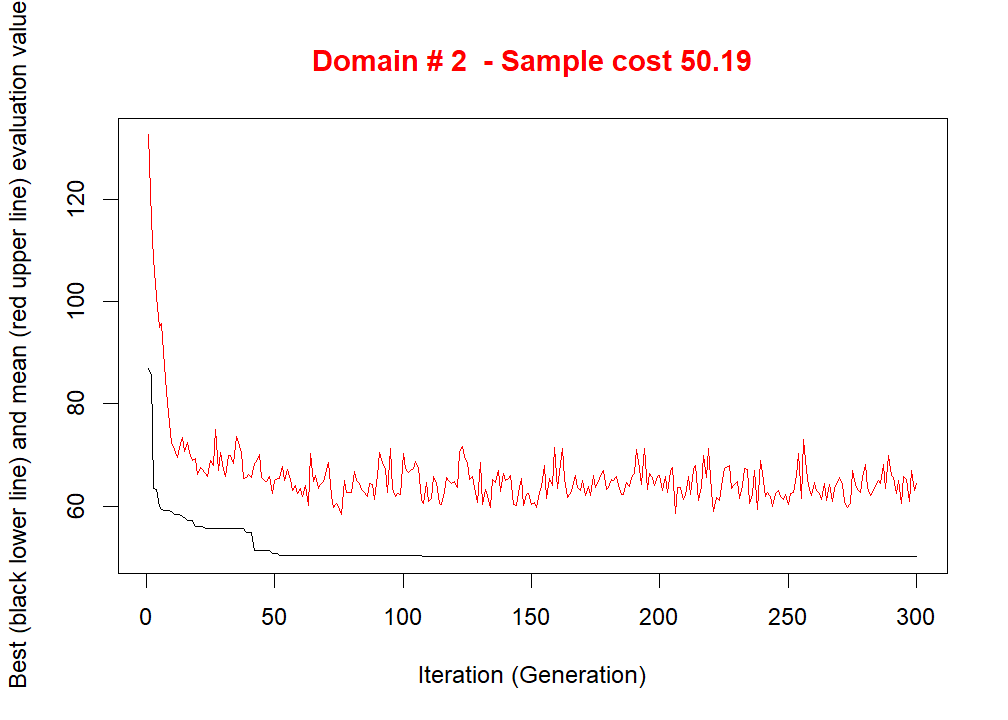 Domain # 2  - Sample cost 50.19
Best (black lower line) and mean (red upper line) evaluation value
120
100
80
60
0 50 100 150 200 250 300
Iteration (Generation)